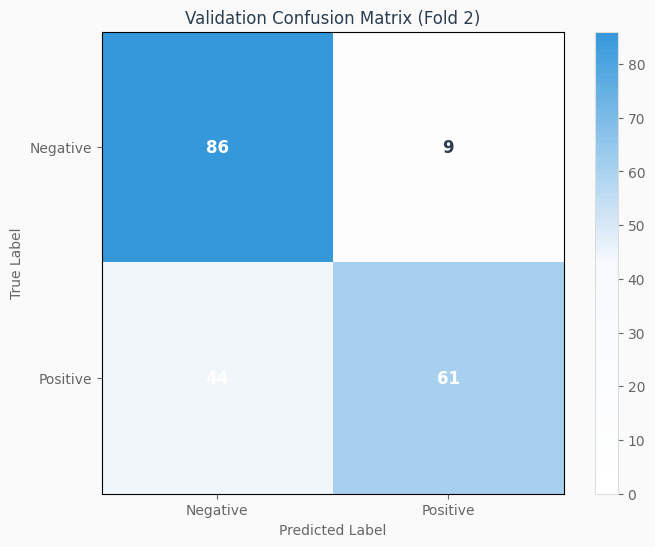 Validation Confusion Matrix (Fold 2)
True Label
Negative
86
9
Positive
44
61
Negative
Positive
Predicted Label
80
70
60
50
40
30
20
10
0